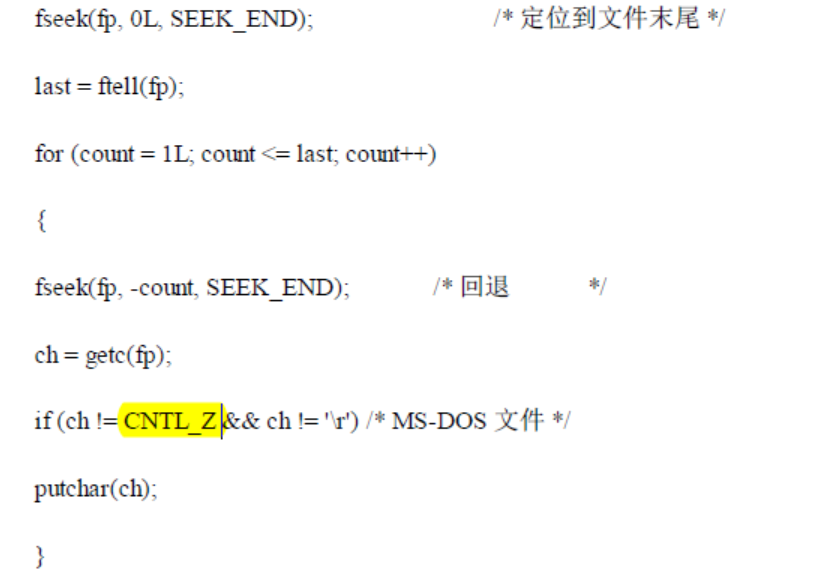 fseek(fp, 0L, SEEK_END); /* 定位到文件末尾 */
last = ftell(fp);
for (count = 1L; count <= last; count++)
{
fseek(fp, -count, SEEK_END); /* 回退 */
ch = getc(fp);
if (ch != CNTL_Z && ch != '\r') /* MS-DOS 文件 */
putchar(ch);
}